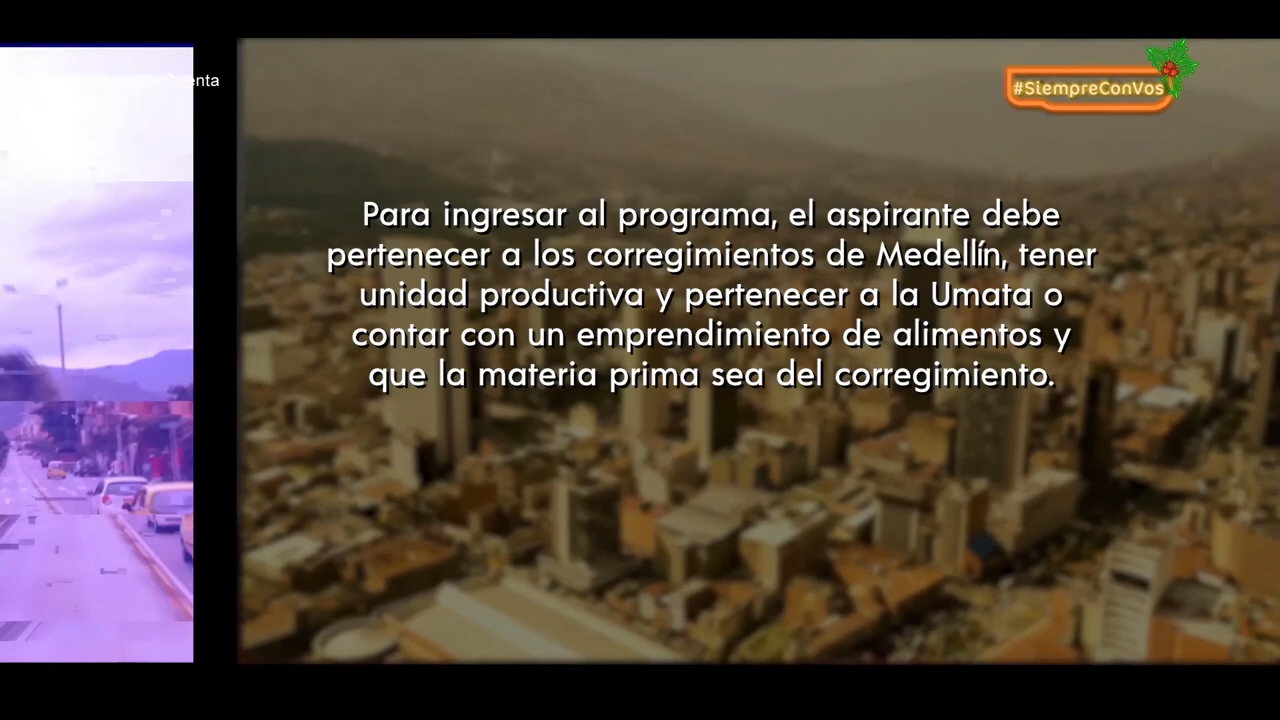 #SiempreConVos
Para ingresar al programa, el aspirante debe
pertenecer a los corregimientos de Medellín, tener
unidad productiva y pertenecer a la Umata o
contar con un emprendimiento de alimentos y
que la materia prima sea del corregimiento.